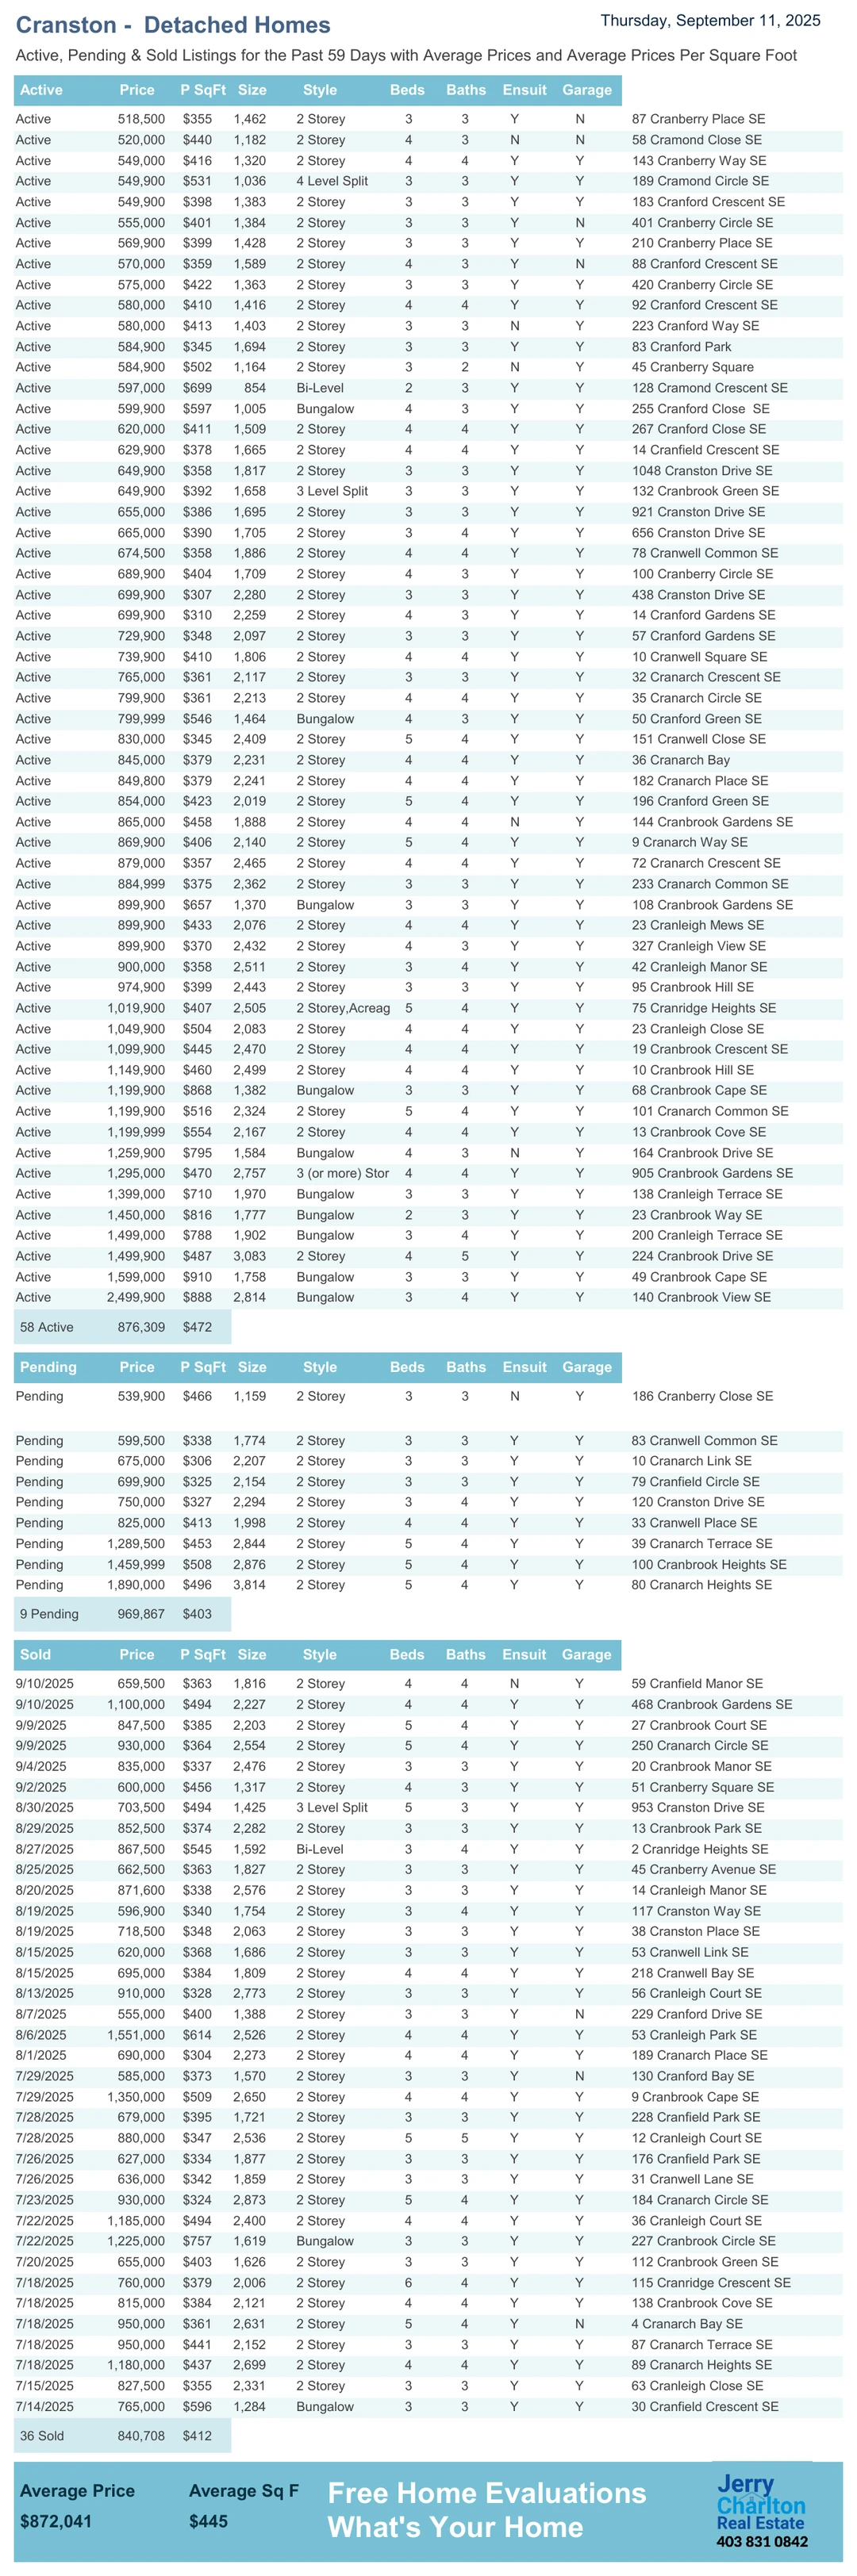 Cranston - Detached Homes
Thursday, September 11, 2025
Active, Pending & Sold Listings for the Past 59 Days with Average Prices and Average Prices Per Square Foot
Active Price P SqFt Size Style Beds Baths Ensuit Garage
Active 518,500 $355 1,462 2 Storey 3 3 Y N 87 Cranberry Place SE
Active 520,000 $440 1,182 2 Storey 4 3 N N 58 Cramond Close SE
Active 549,000 $416 1,320 2 Storey 4 4 Y Y 143 Cranberry Way SE
Active 549,900 $531 1,036 4 Level Split 3 3 Y Y 189 Cramond Circle SE
Active 549,900 $398 1,383 2 Storey 3 3 Y Y 183 Cranford Crescent SE
Active 555,000 $401 1,384 2 Storey 3 3 Y N 401 Cranberry Circle SE
Active 569,900 $399 1,428 2 Storey 3 3 Y Y 210 Cranberry Place SE
Active 570,000 $359 1,589 2 Storey 4 3 Y N 88 Cranford Crescent SE
Active 575,000 $422 1,363 2 Storey 3 3 Y Y 420 Cranberry Circle SE
Active 580,000 $410 1,416 2 Storey 4 4 Y Y 92 Cranford Crescent SE
Active 580,000 $413 1,403 2 Storey 3 3 N Y 223 Cranford Way SE
Active 584,900 $345 1,694 2 Storey 3 3 Y Y 83 Cranford Park
Active 584,900 $502 1,164 2 Storey 3 2 N Y 45 Cranberry Square
Active 597,000 $699 854 Bi-Level 2 3 Y Y 128 Cramond Crescent SE
Active 599,900 $597 1,005 Bungalow 4 3 Y Y 255 Cranford Close SE
Active 620,000 $411 1,509 2 Storey 4 4 Y Y 267 Cranford Close SE
Active 629,900 $378 1,665 2 Storey 4 4 Y Y 14 Cranfield Crescent SE
Active 649,900 $358 1,817 2 Storey 3 3 Y Y 1048 Cranston Drive SE
Active 649,900 $392 1,658 3 Level Split 3 3 Y Y 132 Cranbrook Green SE
Active 655,000 $386 1,695 2 Storey 3 3 Y Y 921 Cranston Drive SE
Active 665,000 $390 1,705 2 Storey 3 4 Y Y 656 Cranston Drive SE
Active 674,500 $358 1,886 2 Storey 4 4 Y Y 78 Cranwell Common SE
Active 689,900 $404 1,709 2 Storey 4 3 Y Y 100 Cranberry Circle SE
Active 699,900 $307 2,280 2 Storey 3 3 Y Y 438 Cranston Drive SE
Active 699,900 $310 2,259 2 Storey 4 3 Y Y 14 Cranford Gardens SE
Active 729,900 $348 2,097 2 Storey 3 3 Y Y 57 Cranford Gardens SE
Active 739,900 $410 1,806 2 Storey 4 4 Y Y 10 Cranwell Square SE
Active 765,000 $361 2,117 2 Storey 3 3 Y Y 32 Cranarch Crescent SE
Active 799,900 $361 2,213 2 Storey 4 4 Y Y 35 Cranarch Circle SE
Active 799,999 $546 1,464 Bungalow 4 3 Y Y 50 Cranford Green SE
Active 830,000 $345 2,409 2 Storey 5 4 Y Y 151 Cranwell Close SE
Active 845,000 $379 2,231 2 Storey 4 4 Y Y 36 Cranarch Bay
Active 849,800 $379 2,241 2 Storey 4 4 Y Y 182 Cranarch Place SE
Active 854,000 $423 2,019 2 Storey 5 4 Y Y 196 Cranford Green SE
Active 865,000 $458 1,888 2 Storey 4 4 N Y 144 Cranbrook Gardens SE
Active 869,900 $406 2,140 2 Storey 5 4 Y Y 9 Cranarch Way SE
Active 879,000 $357 2,465 2 Storey 4 4 Y Y 72 Cranarch Crescent SE
Active 884,999 $375 2,362 2 Storey 3 3 Y Y 233 Cranarch Common SE
Active 899,900 $657 1,370 Bungalow 3 3 Y Y 108 Cranbrook Gardens SE
Active 899,900 $433 2,076 2 Storey 4 4 Y Y 23 Cranleigh Mews SE
Active 899,900 $370 2,432 2 Storey 4 3 Y Y 327 Cranleigh View SE
Active 900,000 $358 2,511 2 Storey 3 4 Y Y 42 Cranleigh Manor SE
Active 974,900 $399 2,443 2 Storey 3 3 Y Y 95 Cranbrook Hill SE
Active 1,019,900 $407 2,505 2 Storey,Acreag 5 4 Y Y 75 Cranridge Heights SE
Active 1,049,900 $504 2,083 2 Storey 4 4 Y Y 23 Cranleigh Close SE
Active 1,099,900 $445 2,470 2 Storey 4 4 Y Y 19 Cranbrook Crescent SE
Active 1,149,900 $460 2,499 2 Storey 4 4 Y Y 10 Cranbrook Hill SE
Active 1,199,900 $868 1,382 Bungalow 3 3 Y Y 68 Cranbrook Cape SE
Active 1,199,900 $516 2,324 2 Storey 5 4 Y Y 101 Cranarch Common SE
Active 1,199,999 $554 2,167 2 Storey 4 4 Y Y 13 Cranbrook Cove SE
Active 1,259,900 $795 1,584 Bungalow 4 3 N Y 164 Cranbrook Drive SE
Active 1,295,000 $470 2,757 3 (or more) Stor 4 4 Y Y 905 Cranbrook Gardens SE
Active 1,399,000 $710 1,970 Bungalow 3 3 Y Y 138 Cranleigh Terrace SE
Active 1,450,000 $816 1,777 Bungalow 2 3 Y Y 23 Cranbrook Way SE
Active 1,499,000 $788 1,902 Bungalow 3 4 Y Y 200 Cranleigh Terrace SE
Active 1,499,900 $487 3,083 2 Storey 4 5 Y Y 224 Cranbrook Drive SE
Active 1,599,000 $910 1,758 Bungalow 3 3 Y Y 49 Cranbrook Cape SE
Active 2,499,900 $888 2,814 Bungalow 3 4 Y Y 140 Cranbrook View SE
58 Active 876,309 $472
Pending Price P SqFt Size Style Beds Baths Ensuit Garage
Pending 539,900 $466 1,159 2 Storey 3 3 N Y 186 Cranberry Close SE
Pending 599,500 $338 1,774 2 Storey 3 3 Y Y 83 Cranwell Common SE
Pending 675,000 $306 2,207 2 Storey 3 3 Y Y 10 Cranarch Link SE
Pending 699,900 $325 2,154 2 Storey 3 3 Y Y 79 Cranfield Circle SE
Pending 750,000 $327 2,294 2 Storey 3 4 Y Y 120 Cranston Drive SE
Pending 825,000 $413 1,998 2 Storey 4 4 Y Y 33 Cranwell Place SE
Pending 1,289,500 $453 2,844 2 Storey 5 4 Y Y 39 Cranarch Terrace SE
Pending 1,459,999 $508 2,876 2 Storey 5 4 Y Y 100 Cranbrook Heights SE
Pending 1,890,000 $496 3,814 2 Storey 5 4 Y Y 80 Cranarch Heights SE
9 Pending 969,867 $403
Sold Price P SqFt Size Style Beds Baths Ensuit Garage
9/10/2025 659,500 $363 1,816 2 Storey 4 4 N Y 59 Cranfield Manor SE
9/10/2025 1,100,000 $494 2,227 2 Storey 4 4 Y Y 468 Cranbrook Gardens SE
9/9/2025 847,500 $385 2,203 2 Storey 5 4 Y Y 27 Cranbrook Court SE
9/9/2025 930,000 $364 2,554 2 Storey 5 4 Y Y 250 Cranarch Circle SE
9/4/2025 835,000 $337 2,476 2 Storey 3 3 Y Y 20 Cranbrook Manor SE
9/2/2025 600,000 $456 1,317 2 Storey 4 3 Y Y 51 Cranberry Square SE
8/30/2025 703,500 $494 1,425 3 Level Split 5 3 Y Y 953 Cranston Drive SE
8/29/2025 852,500 $374 2,282 2 Storey 3 3 Y Y 13 Cranbrook Park SE
8/27/2025 867,500 $545 1,592 Bi-Level 3 4 Y Y 2 Cranridge Heights SE
8/25/2025 662,500 $363 1,827 2 Storey 3 3 Y Y 45 Cranberry Avenue SE
8/20/2025 871,600 $338 2,576 2 Storey 3 3 Y Y 14 Cranleigh Manor SE
8/19/2025 596,900 $340 1,754 2 Storey 3 4 Y Y 117 Cranston Way SE
8/19/2025 718,500 $348 2,063 2 Storey 3 3 Y Y 38 Cranston Place SE
8/15/2025 620,000 $368 1,686 2 Storey 3 3 Y Y 53 Cranwell Link SE
8/15/2025 695,000 $384 1,809 2 Storey 4 4 Y Y 218 Cranwell Bay SE
8/13/2025 910,000 $328 2,773 2 Storey 3 3 Y Y 56 Cranleigh Court SE
8/7/2025 555,000 $400 1,388 2 Storey 3 3 Y N 229 Cranford Drive SE
8/6/2025 1,551,000 $614 2,526 2 Storey 4 4 Y Y 53 Cranleigh Park SE
8/1/2025 690,000 $304 2,273 2 Storey 4 4 Y Y 189 Cranarch Place SE
7/29/2025 585,000 $373 1,570 2 Storey 3 3 Y N 130 Cranford Bay SE
7/29/2025 1,350,000 $509 2,650 2 Storey 4 4 Y Y 9 Cranbrook Cape SE
7/28/2025 679,000 $395 1,721 2 Storey 3 3 Y Y 228 Cranfield Park SE
7/28/2025 880,000 $347 2,536 2 Storey 5 5 Y Y 12 Cranleigh Court SE
7/26/2025 627,000 $334 1,877 2 Storey 3 3 Y Y 176 Cranfield Park SE
7/26/2025 636,000 $342 1,859 2 Storey 3 3 Y Y 31 Cranwell Lane SE
7/23/2025 930,000 $324 2,873 2 Storey 5 4 Y Y 184 Cranarch Circle SE
7/22/2025 1,185,000 $494 2,400 2 Storey 4 4 Y Y 36 Cranleigh Court SE
7/22/2025 1,225,000 $757 1,619 Bungalow 3 3 Y Y 227 Cranbrook Circle SE
7/20/2025 655,000 $403 1,626 2 Storey 3 3 Y Y 112 Cranbrook Green SE
7/18/2025 760,000 $379 2,006 2 Storey 6 4 Y Y 115 Cranridge Crescent SE
7/18/2025 815,000 $384 2,121 2 Storey 4 4 Y Y 138 Cranbrook Cove SE
7/18/2025 950,000 $361 2,631 2 Storey 5 4 Y N 4 Cranarch Bay SE
7/18/2025 950,000 $441 2,152 2 Storey 3 3 Y Y 87 Cranarch Terrace SE
7/18/2025 1,180,000 $437 2,699 2 Storey 4 4 Y Y 89 Cranarch Heights SE
7/15/2025 827,500 $355 2,331 2 Storey 3 3 Y Y 63 Cranleigh Close SE
7/14/2025 765,000 $596 1,284 Bungalow 3 3 Y Y 30 Cranfield Crescent SE
36 Sold 840,708 $412
Average Price Average Sq F
$872,041 $445
Free Home Evaluations
What's Your Home
Jerry
Charlton
Real Estate
403 831 0842